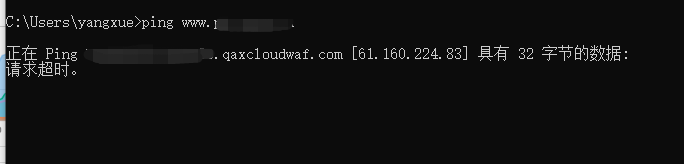 C:\Users\yangxue>ping www.
正在 Ping .qaxcloudwaf.com [61.160.224.83] 具有 32 字节的数据:
请求超时。